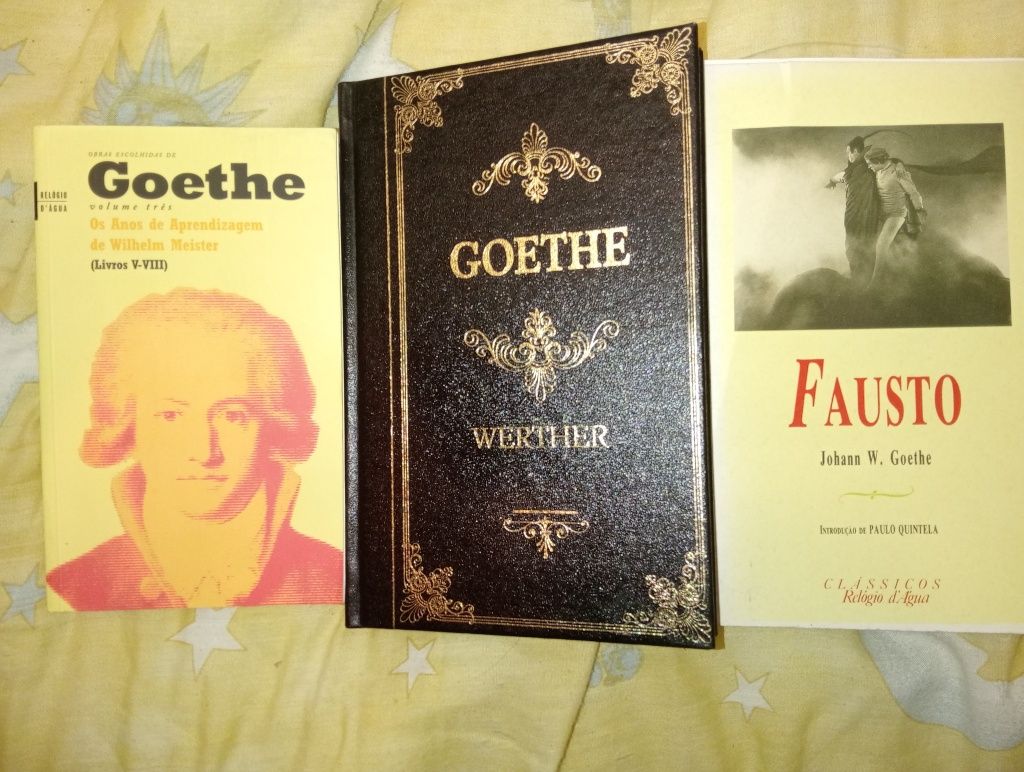 OBRAS ESCOLHIDAS DE
Goethe
volume três
RELÓGIO
D'ÁGUA
Os Anos de Aprendizagem
de Wilhelm Meister
(Livros V-VIII)
GOETHE
WERTHER
FAUSTO
Johann W. Goethe
INTRODUÇÃO DE PAULO QUINTELA
CLÁSSICOS
Relógio d'Água